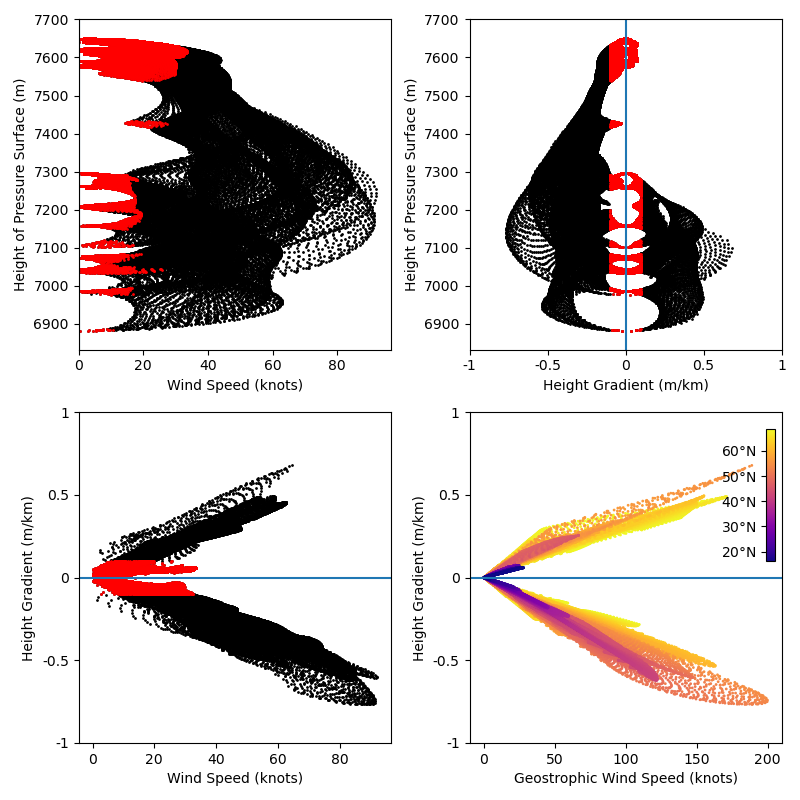 7700
7600
7500
7400
7300
7200
7100
7000
6900
Height of Pressure Surface (m)
0 20 40 60 80
Wind Speed (knots)
7700
7600
7500
7400
7300
7200
7100
7000
6900
Height of Pressure Surface (m)
-1 -0.5 0 0.5 1
Height Gradient (m/km)
1
0.5
0
-0.5
-1
Height Gradient (m/km)
0 20 40 60 80
Wind Speed (knots)
1
0.5
0
-0.5
-1
Height Gradient (m/km)
60°N
50°N
40°N
30°N
20°N
0 50 100 150 200
Geostrophic Wind Speed (knots)